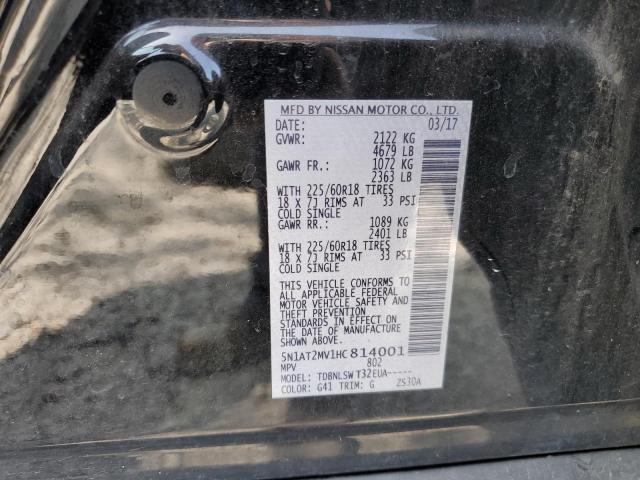 MFD BY NISSAN MOTOR CO., LTD.
DATE: 03/17
GVWR: 2122 KG
4679 LB
GAWR FR.: 1072 KG
2363 LB
WITH 225/60R18 TIRES
18 X 7J RIMS AT 33 PSI
COLD SINGLE
GAWR RR.: 1089 KG
2401 LB
WITH 225/60R18 TIRES
18 X 7J RIMS AT 33 PSI
COLD SINGLE
THIS VEHICLE CONFORMS TO
ALL APPLICABLE FEDERAL
MOTOR VEHICLE SAFETY AND
THEFT PREVENTION
STANDARDS IN EFFECT ON
THE DATE OF MANUFACTURE
SHOWN ABOVE.
5N1AT2MV1HC814001
MPV 802
MODEL: TDBNLSW T32EUA-----
COLOR: G41 TRIM: G 2S30A